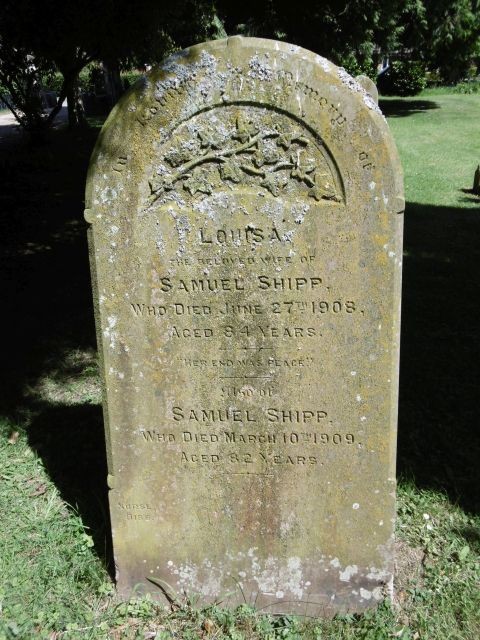 In Loving Memory of
LOUISA
THE BELOVED WIFE OF
SAMUEL SHIPP,
WHO DIED JUNE 27TH 1908,
AGED 84 YEARS.
"HER END WAS PEACE."
ALSO OF
SAMUEL SHIPP,
WHO DIED MARCH 10TH 1909,
AGED 82 YEARS.